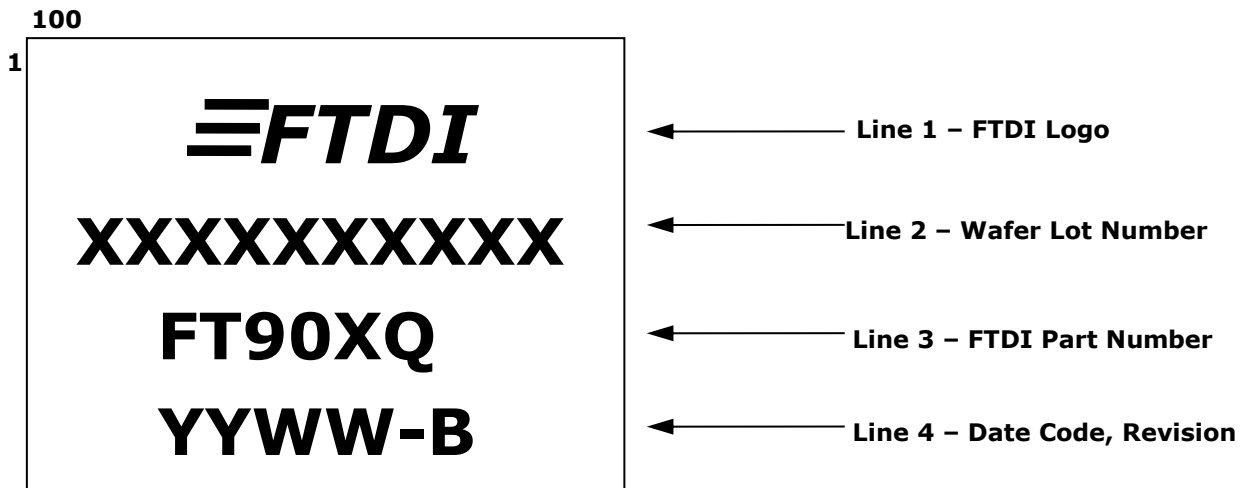 100
1
FTDI
Line 1 – FTDI Logo
XXXXXXXXXX
Line 2 – Wafer Lot Number
FT90XQ
Line 3 – FTDI Part Number
YYWW-B
Line 4 – Date Code, Revision